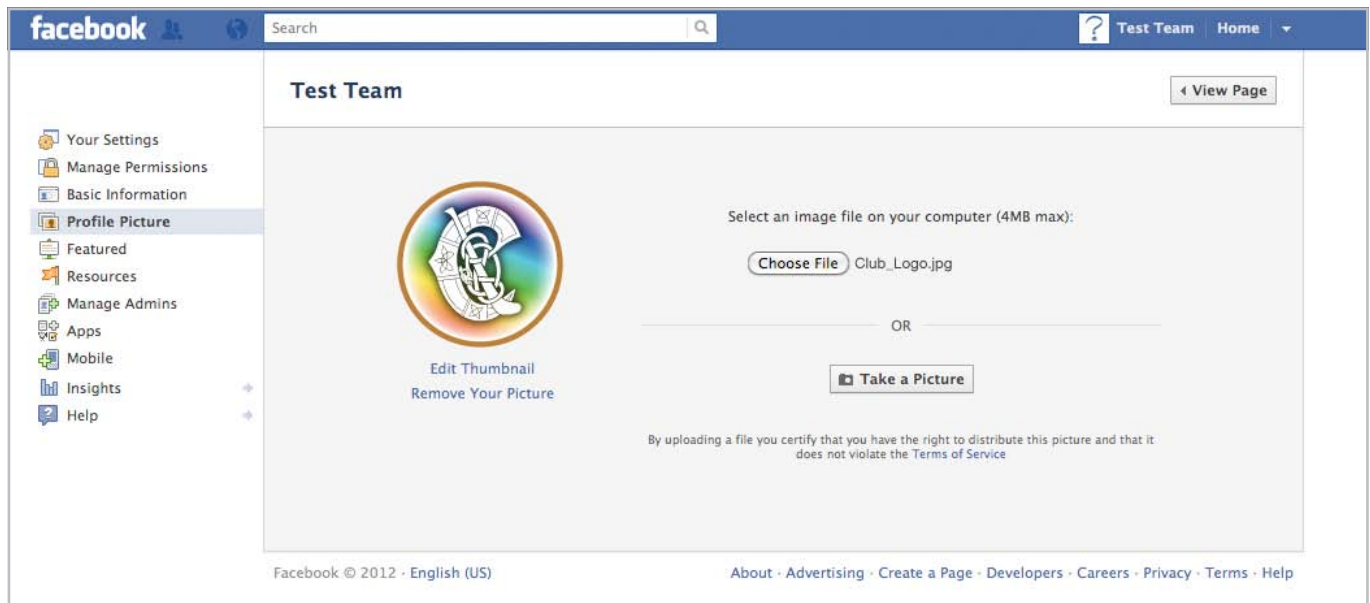 facebook
Search
Test Team
Home
Test Team
View Page
Your Settings
Manage Permissions
Basic Information
Profile Picture
Featured
Resources
Manage Admins
Apps
Mobile
Insights
Help
Edit Thumbnail
Remove Your Picture
Select an image file on your computer (4MB max):
Choose File Club_Logo.jpg
OR
Take a Picture
By uploading a file you certify that you have the right to distribute this picture and that it
does not violate the Terms of Service
Facebook © 2012 · English (US)
About · Advertising · Create a Page · Developers · Careers · Privacy · Terms · Help